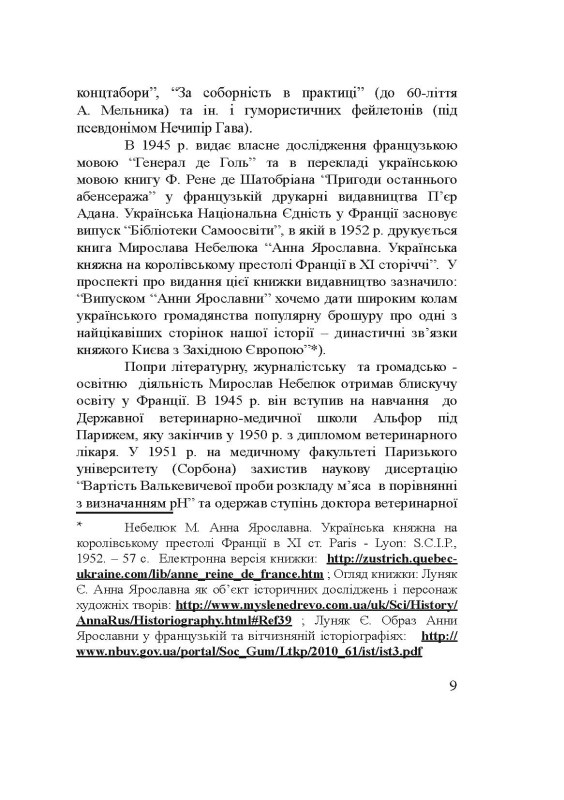 концтабори”, “За соборність в практиці” (до 60-ліття
А. Мельника) та ін. і гумористичних фейлетонів (під
псевдонімом Нечипір Гава).
В 1945 р. видає власне дослідження французькою
мовою “Генерал де Голь” та в перекладі українською
мовою книгу Ф. Рене де Шатобріана “Пригоди останнього
абенсеража” у французькій друкарні видавництва П’єр
Адана. Українська Національна Єдність у Франції засновує
випуск “Бібліотеки Самоосвіти”, в якій в 1952 р. друкується
книга Мирослава Небелюка “Анна Ярославна. Українська
княжна на королівському престолі Франції в XI сторіччі”. У
проспекті про видання цієї книжки видавництво зазначило:
“Випуском “Анни Ярославни” хочемо дати широким колам
українського громадянства популярну брошуру про одні з
найцікавіших сторінок нашої історії – династичні зв’язки
княжого Києва з Західною Європою”*).
Попри літературну, журналістську та громадсько -
освітню діяльність Мирослав Небелюк отримав блискучу
освіту у Франції. В 1945 р. він вступив на навчання до
Державної ветеринарно-медичної школи Альфор під
Парижем, яку закінчив у 1950 р. з дипломом ветеринарного
лікаря. У 1951 р. на медичному факультеті Паризького
університету (Сорбона) захистив наукову дисертацію
“Вартість Валькевичевої проби розкладу м’яса в порівнянні
з визначанням pH” та одержав ступінь доктора ветеринарної
* Небелюк М. Анна Ярославна. Українська княжна на
королівському престолі Франції в XI ст. Paris - Lyon: S.C.I.P.,
1952. – 57 с. Електронна версія книжки: http://zustrich.quebec-
ukraine.com/lib/anne_reine_de_france.htm ; Огляд книжки: Луняк
Є. Анна Ярославна як об’єкт історичних досліджень і персонаж
художніх творів: http://www.myslenedrevo.com.ua/uk/Sci/History/
AnnaRus/Historiography.html#Ref39 ; Луняк Є. Образ Анни
Ярославни у французькій та вітчизняній історіографіях: http://
www.nbuv.gov.ua/portal/Soc_Gum/Ltkp/2010_61/ist/ist3.pdf
9